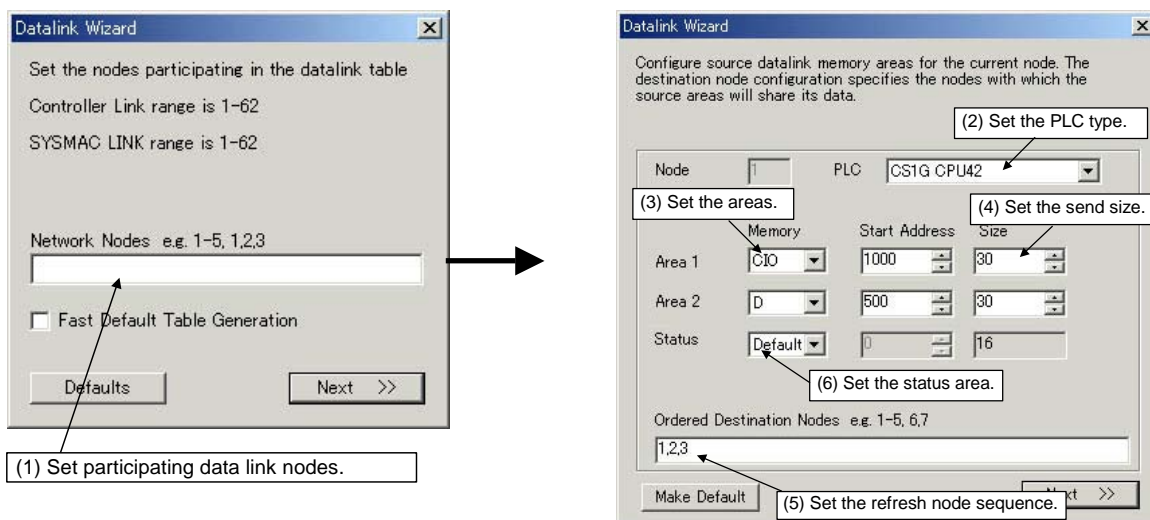 Datalink Wizard
Set the nodes participating in the datalink table
Controller Link range is 1-62
SYSMAC LINK range is 1-62
Network Nodes e.g. 1-5, 1,2,3
Fast Default Table Generation
Defaults
Next >>
(1) Set participating data link nodes.
Datalink Wizard
Configure source datalink memory areas for the current node. The
destination node configuration specifies the nodes with which the
source areas will share its data.
(2) Set the PLC type.
Node 1 PLC CS1G CPU42
(3) Set the areas.
(4) Set the send size.
Memory Start Address Size
Area 1 CIO 1000 30
Area 2 D 500 30
Status Default 0 16
(6) Set the status area.
Ordered Destination Nodes e.g. 1-5, 6,7
1,2,3
Make Default
(5) Set the refresh node sequence.
>>